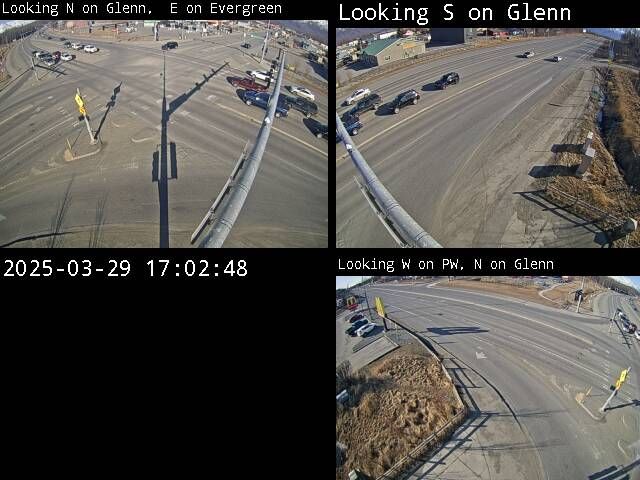 Looking N on Glenn,  E on Evergreen
Looking S on Glenn
2025-03-29 17:02:48
Looking W on PW, N on Glenn